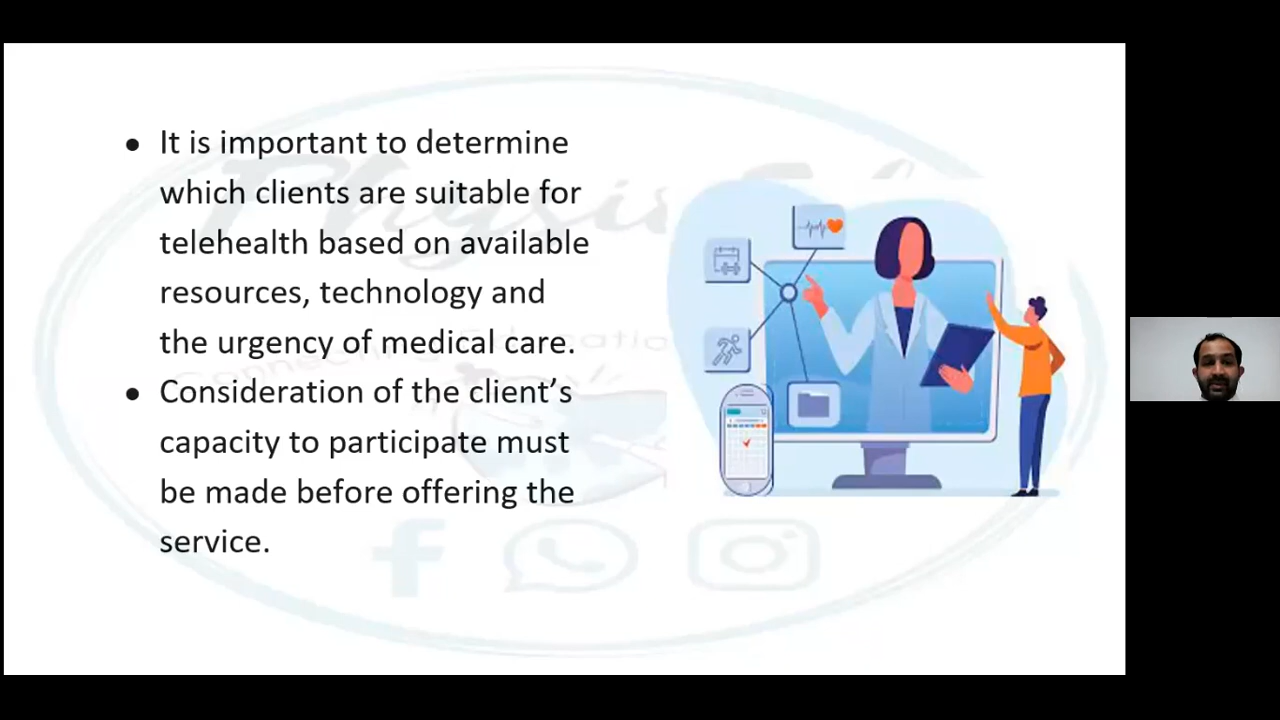 • It is important to determine
which clients are suitable for
telehealth based on available
resources, technology and
the urgency of medical care.
• Consideration of the client’s
capacity to participate must
be made before offering the
service.